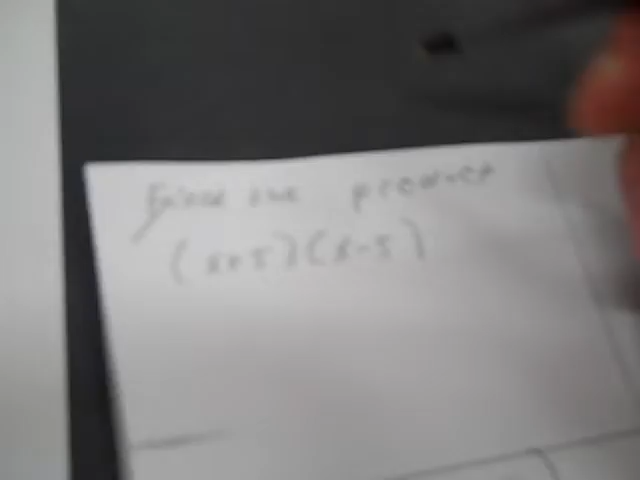 Find the product
(x+5)(x-5)